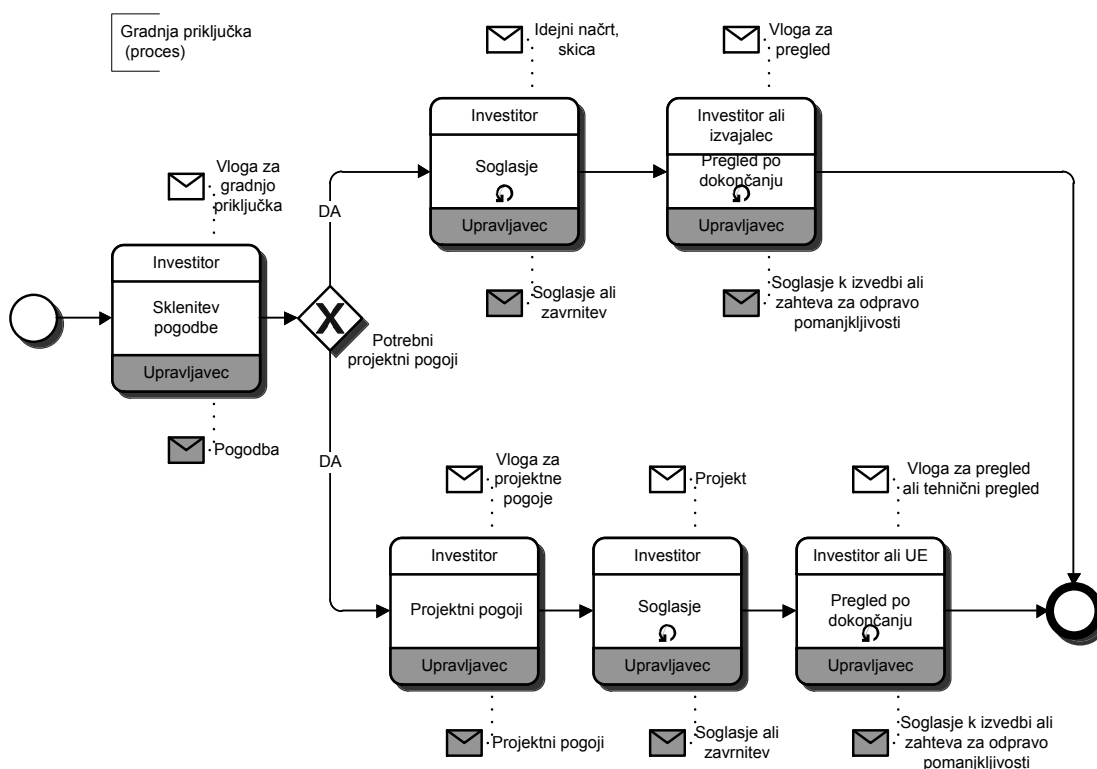 Gradnja priključka
(proces)
Idejni načrt,
skica
Vloga za
pregled
Investitor
Soglasje
Upravljavec
Investitor ali
izvajalec
Pregled po
dokončanju
Upravljavec
Soglasje ali
zavrnitev
Soglasje k izvedbi ali
zahteva za odpravo
pomanjkljivosti
Vloga za
gradnjo
priključka
Investitor
Sklenitev
pogodbe
Upravljavec
Pogodba
DA
X
Potrebni
projektni pogoji
DA
Vloga za
projektne
pogoje
Projekt
Vloga za pregled
ali tehnični pregled
Investitor
Projektni pogoji
Upravljavec
Investitor
Soglasje
Upravljavec
Investitor ali UE
Pregled po
dokončanju
Upravljavec
Projektni pogoji
Soglasje ali
zavrnitev
Soglasje k izvedbi ali
zahteva za odpravo
pomanjkljivosti